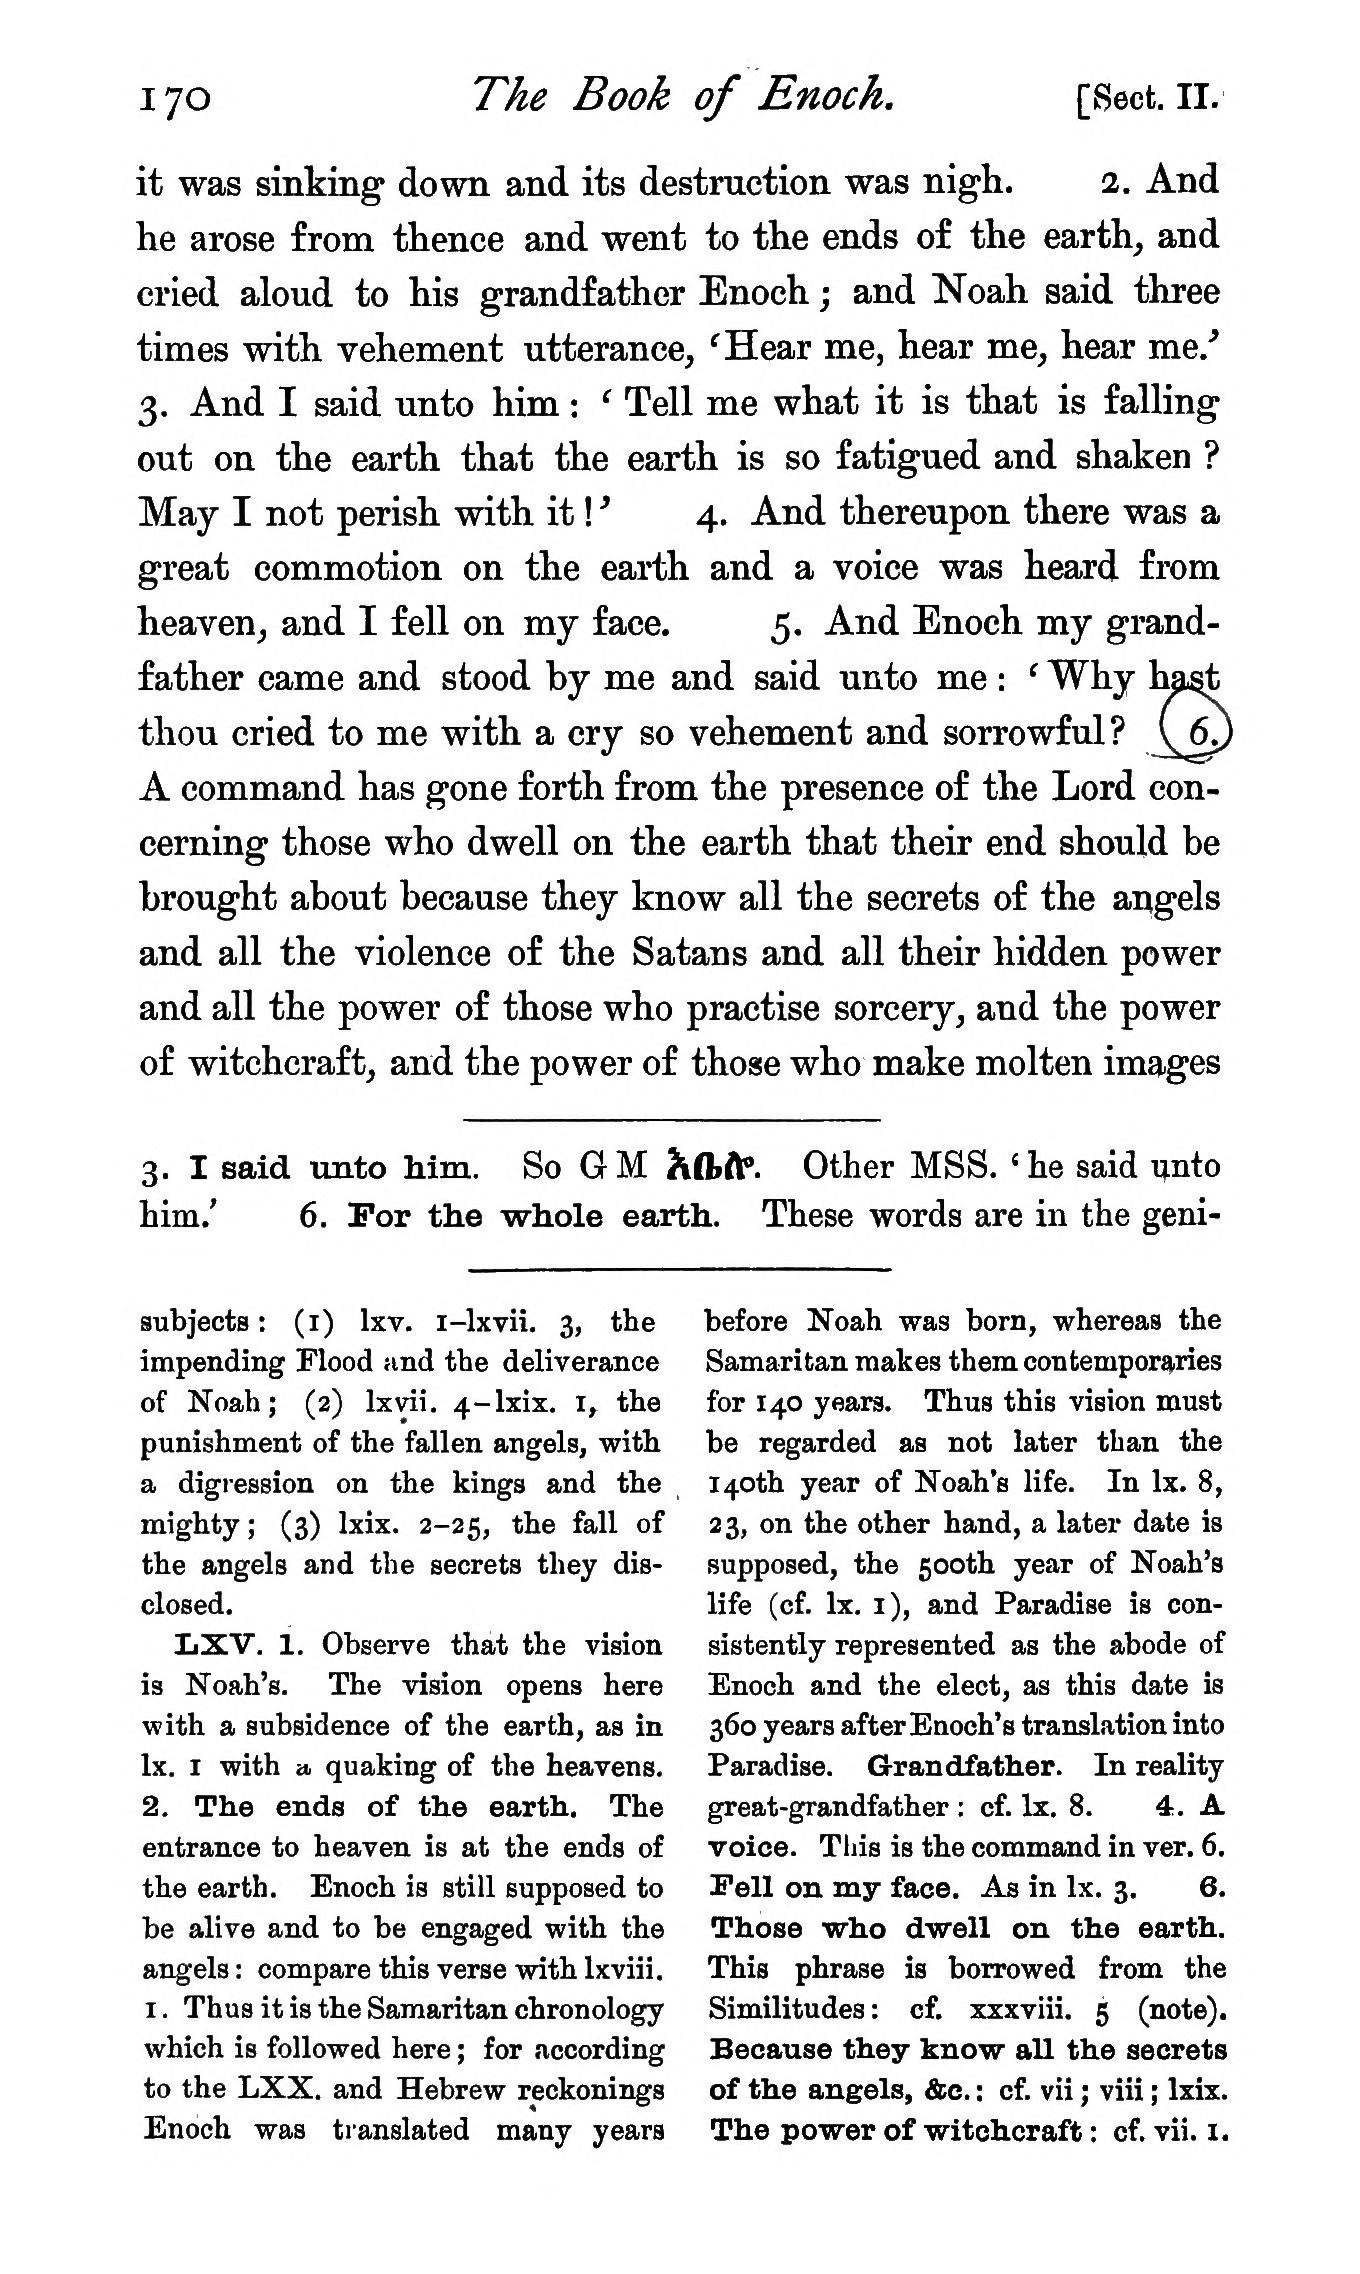 170 The Book of Enoch. [Sect. II.
it was sinking down and its destruction was nigh. 2. And
he arose from thence and went to the ends of the earth, and
cried aloud to his grandfather Enoch; and Noah said three
times with vehement utterance, ‘Hear me, hear me, hear me.’
3. And I said unto him: ‘Tell me what it is that is falling
out on the earth that the earth is so fatigued and shaken?
May I not perish with it!’ 4. And thereupon there was a
great commotion on the earth and a voice was heard from
heaven, and I fell on my face. 5. And Enoch my grand-
father came and stood by me and said unto me: ‘Why hast
thou cried to me with a cry so vehement and sorrowful? 6.
A command has gone forth from the presence of the Lord con-
cerning those who dwell on the earth that their end should be
brought about because they know all the secrets of the angels
and all the violence of the Satans and all their hidden power
and all the power of those who practise sorcery, and the power
of witchcraft, and the power of those who make molten images
3. I said unto him. So G M እቤሎ. Other MSS. ‘he said unto
him.’ 6. For the whole earth. These words are in the geni-
subjects: (1) lxv. 1–lxvii. 3, the
impending Flood and the deliverance
of Noah; (2) lxvii. 4–lxix. 1, the
punishment of the fallen angels, with
a digression on the kings and the
mighty; (3) lxix. 2–25, the fall of
the angels and the secrets they dis-
closed.
LXV. 1. Observe that the vision
is Noah’s. The vision opens here
with a subsidence of the earth, as in
lx. 1 with a quaking of the heavens.
2. The ends of the earth. The
entrance to heaven is at the ends of
the earth. Enoch is still supposed to
be alive and to be engaged with the
angels: compare this verse with lxviii.
1. Thus it is the Samaritan chronology
which is followed here; for according
to the LXX. and Hebrew reckonings
Enoch was translated many years
before Noah was born, whereas the
Samaritan makes them contemporaries
for 140 years. Thus this vision must
be regarded as not later than the
140th year of Noah’s life. In lx. 8,
23, on the other hand, a later date is
supposed, the 500th year of Noah’s
life (cf. lx. 1), and Paradise is con-
sistently represented as the abode of
Enoch and the elect, as this date is
360 years after Enoch’s translation into
Paradise. Grandfather. In reality
great-grandfather: cf. lx. 8. 4. A
voice. This is the command in ver. 6.
Fell on my face. As in lx. 3. 6.
Those who dwell on the earth.
This phrase is borrowed from the
Similitudes: cf. xxxviii. 5 (note).
Because they know all the secrets
of the angels, &c.: cf. vii; viii; lxix.
The power of witchcraft: cf. vii. 1.